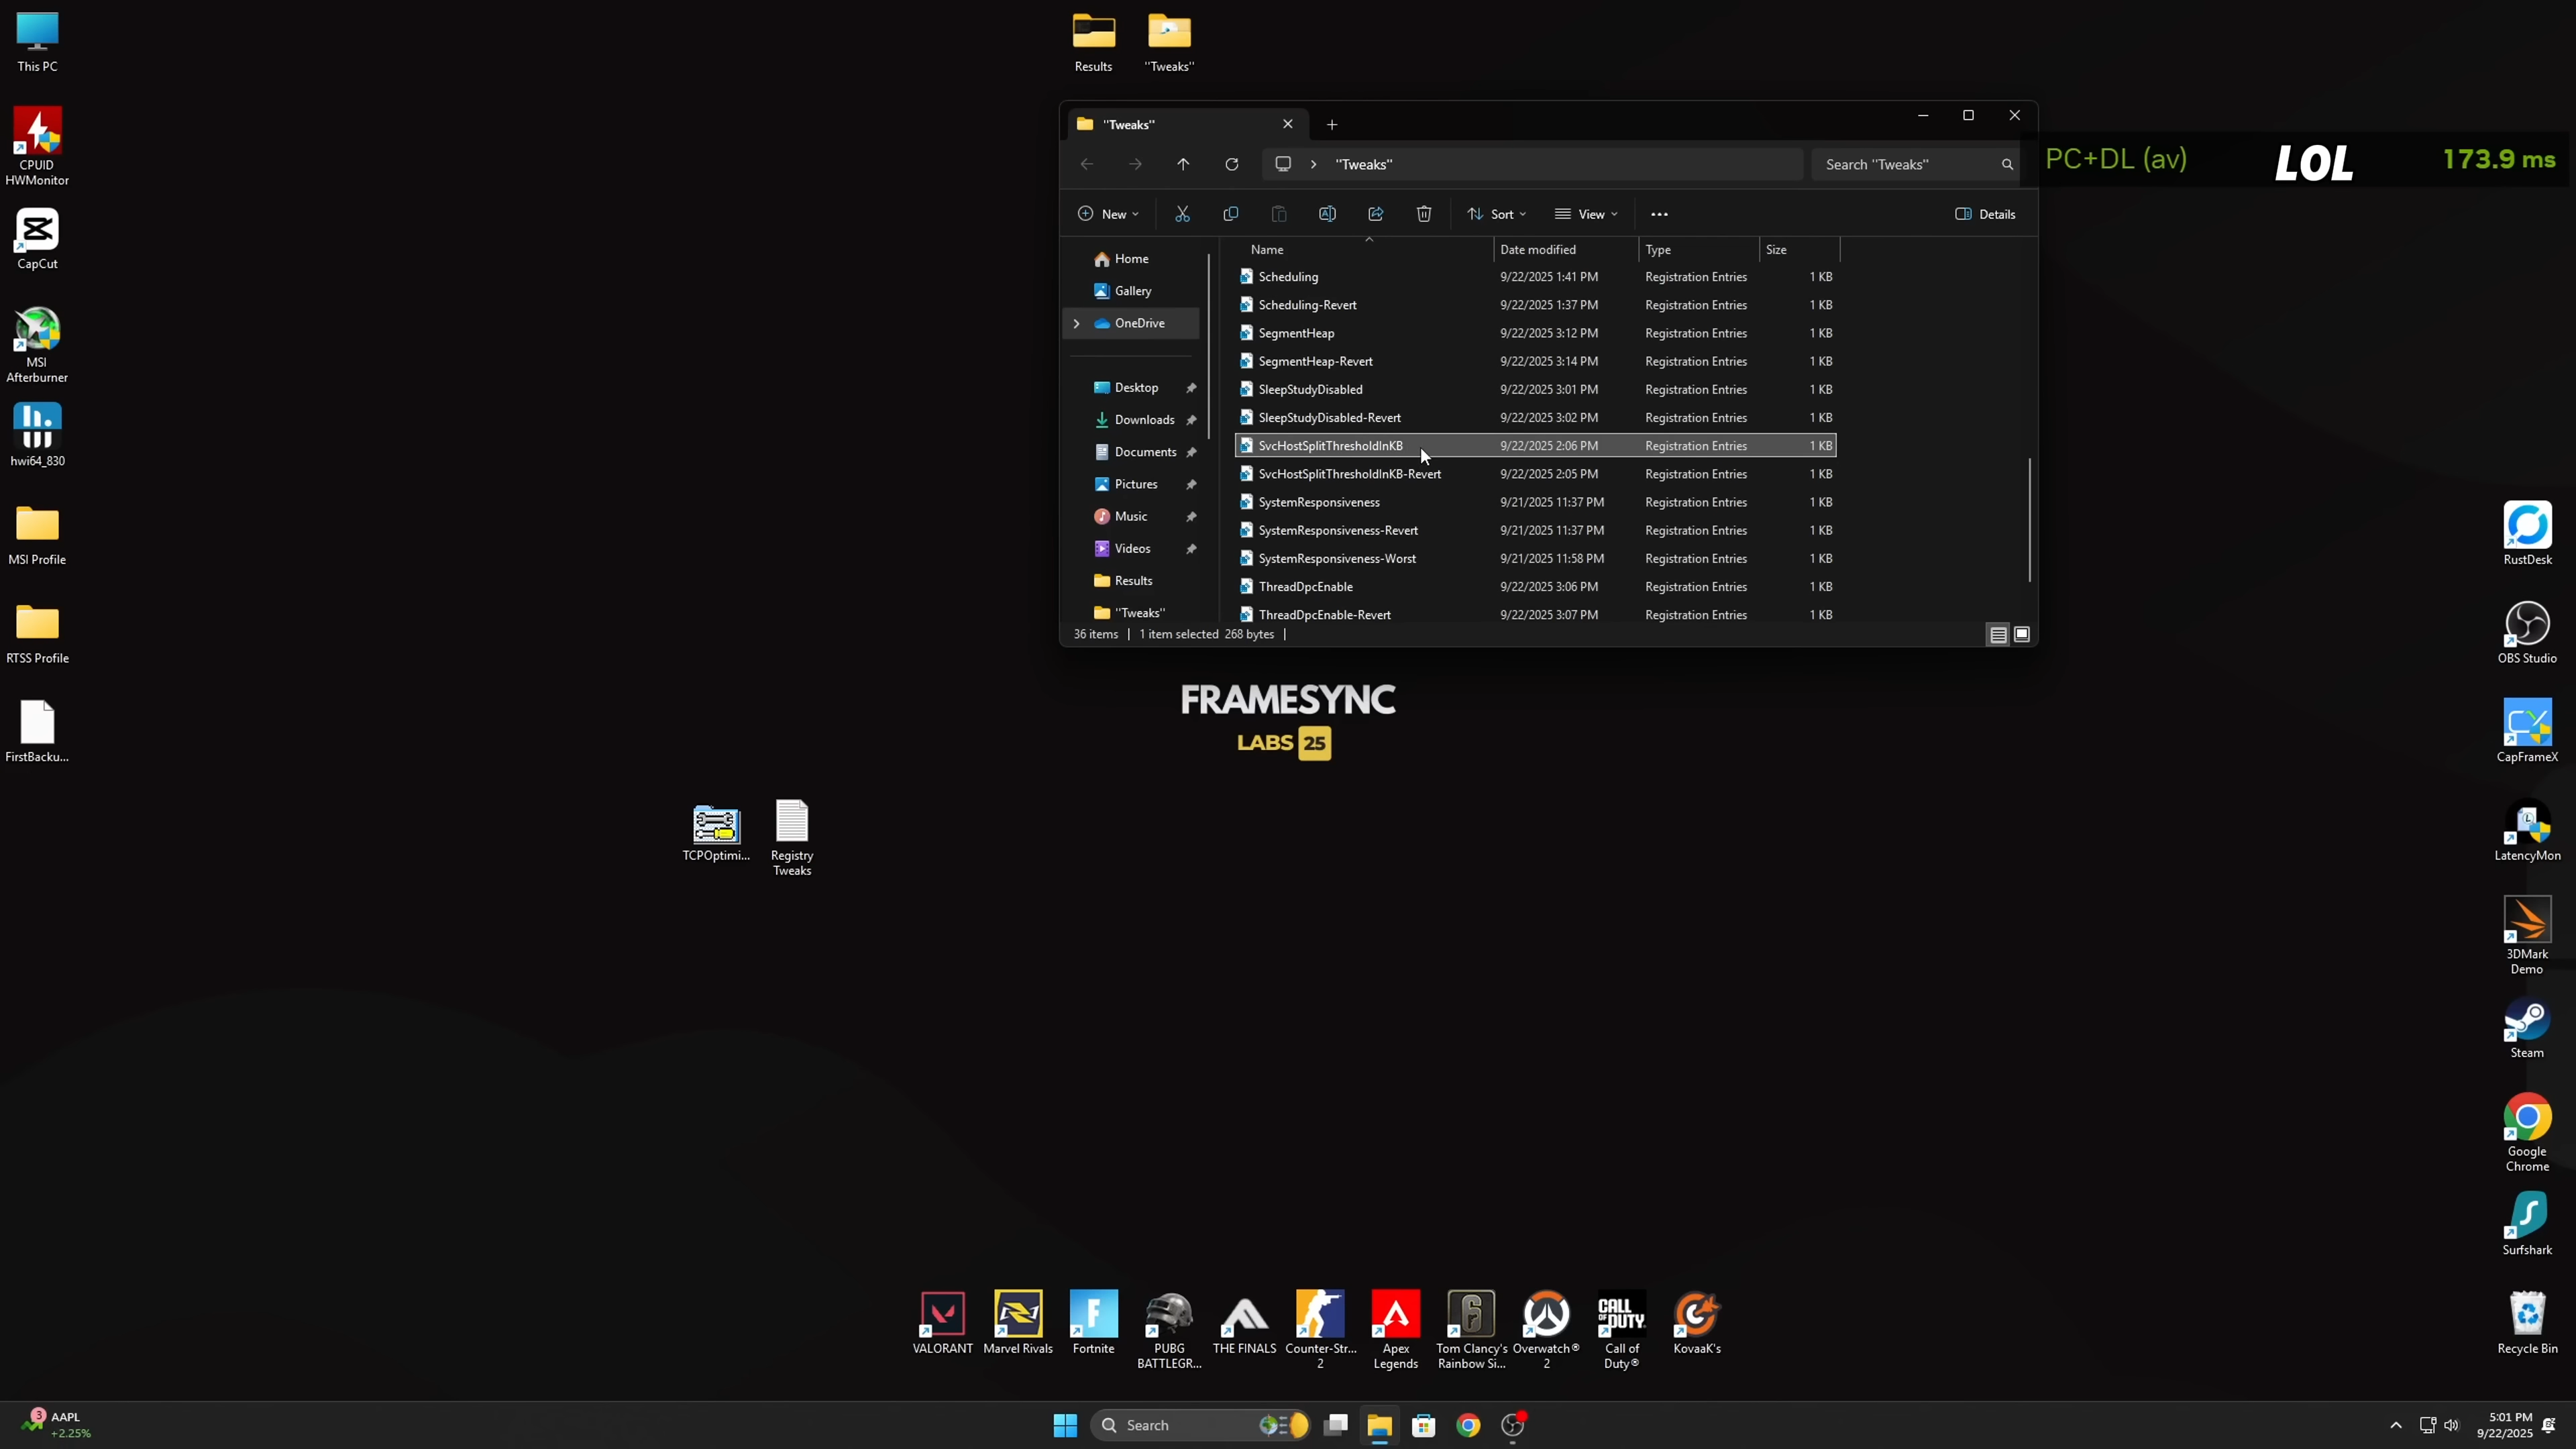 This PC
CPUID
HWMonitor
CapCut
MSI
Afterburner
hwi64_830
MSI Profile
RTSS Profile
FirstBacku...
Results
"Tweaks"
"Tweaks"
"Tweaks"
Search "Tweaks"
New
Sort
View
Details
Home
Gallery
OneDrive
Desktop
Downloads
Documents
Pictures
Music
Videos
Results
"Tweaks"
Name Date modified Type Size
Scheduling 9/22/2025 1:41 PM Registration Entries 1 KB
Scheduling-Revert 9/22/2025 1:37 PM Registration Entries 1 KB
SegmentHeap 9/22/2025 3:12 PM Registration Entries 1 KB
SegmentHeap-Revert 9/22/2025 3:14 PM Registration Entries 1 KB
SleepStudyDisabled 9/22/2025 3:01 PM Registration Entries 1 KB
SleepStudyDisabled-Revert 9/22/2025 3:02 PM Registration Entries 1 KB
SvcHostSplitThresholdInKB 9/22/2025 2:06 PM Registration Entries 1 KB
SvcHostSplitThresholdInKB-Revert 9/22/2025 2:05 PM Registration Entries 1 KB
SystemResponsiveness 9/21/2025 11:37 PM Registration Entries 1 KB
SystemResponsiveness-Revert 9/21/2025 11:37 PM Registration Entries 1 KB
SystemResponsiveness-Worst 9/21/2025 11:58 PM Registration Entries 1 KB
ThreadDpcEnable 9/22/2025 3:06 PM Registration Entries 1 KB
ThreadDpcEnable-Revert 9/22/2025 3:07 PM Registration Entries 1 KB
36 items 1 item selected 268 bytes
PC+DL (av) LOL 173.9 ms
FRAMESYNC
LABS 25
TCPOptimi...
Registry
Tweaks
RustDesk
OBS Studio
CapFrameX
LatencyMon
3DMark
Demo
Steam
Google
Chrome
Surfshark
Recycle Bin
VALORANT
Marvel Rivals
Fortnite
PUBG
BATTLEGR...
THE FINALS
Counter-Str...
2
Apex
Legends
Tom Clancy's
Rainbow Si...
Overwatch®
2
CALL
OF DUTY
Call of
Duty®
KovaaK's
3
AAPL
+2.25%
Search
5:01 PM
9/22/2025